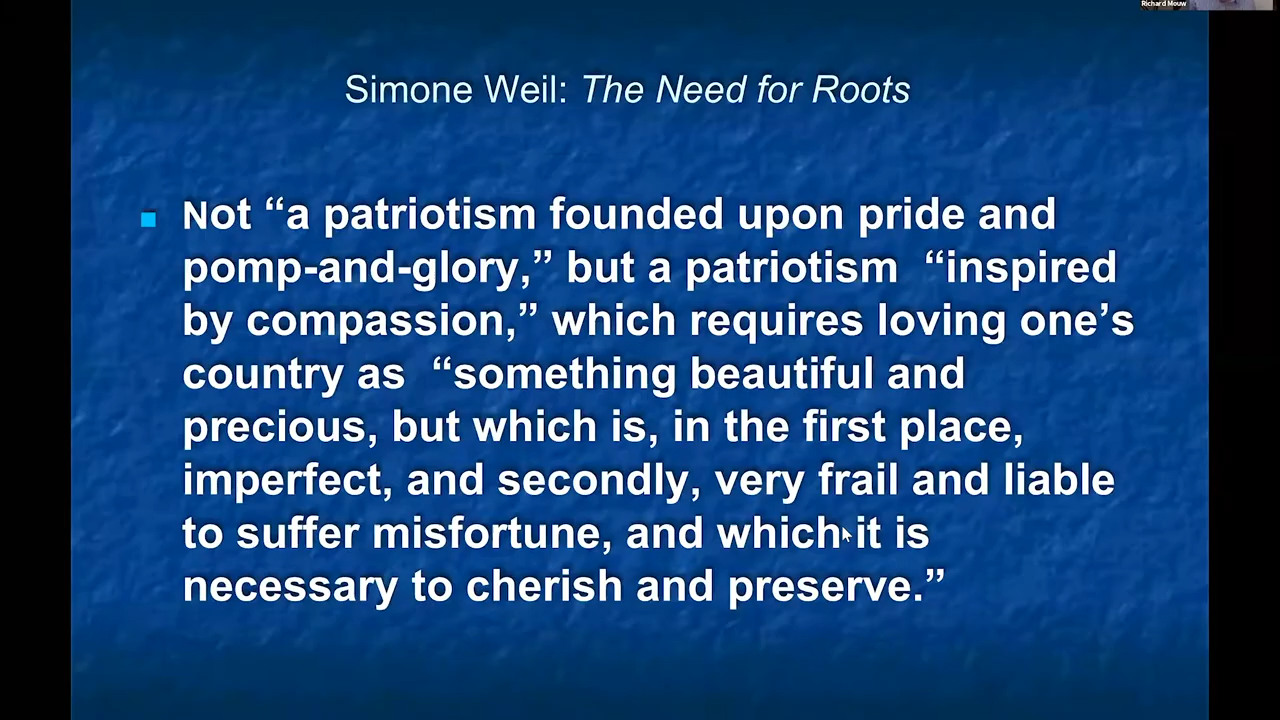 Richard Mouw
Simone Weil: The Need for Roots
Not “a patriotism founded upon pride and
pomp-and-glory,” but a patriotism “inspired
by compassion,” which requires loving one’s
country as “something beautiful and
precious, but which is, in the first place,
imperfect, and secondly, very frail and liable
to suffer misfortune, and which it is
necessary to cherish and preserve.”